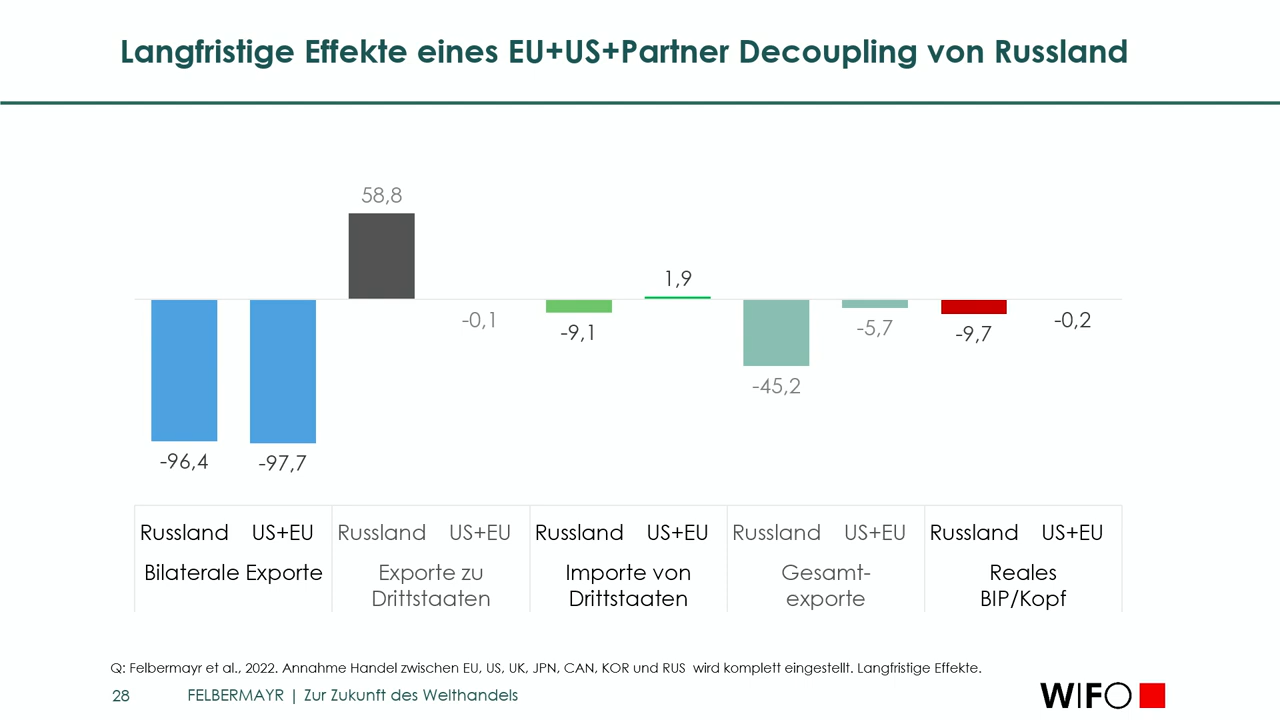 Langfristige Effekte eines EU+US+Partner Decoupling von Russland
58,8
1,9
-0,1
-9,1
-5,7
-9,7
-0,2
-45,2
-96,4
-97,7
Russland US+EU Russland US+EU Russland US+EU Russland US+EU Russland US+EU
Bilaterale Exporte
Exporte zu
Drittstaaten
Importe von
Drittstaaten
Gesamt-
exporte
Reales
BIP/Kopf
Q: Felbermayr et al., 2022. Annahme Handel zwischen EU, US, UK, JPN, CAN, KOR und RUS wird komplett eingestellt. Langfristige Effekte.
28 FELBERMAYR | Zur Zukunft des Welthandels
WIFO